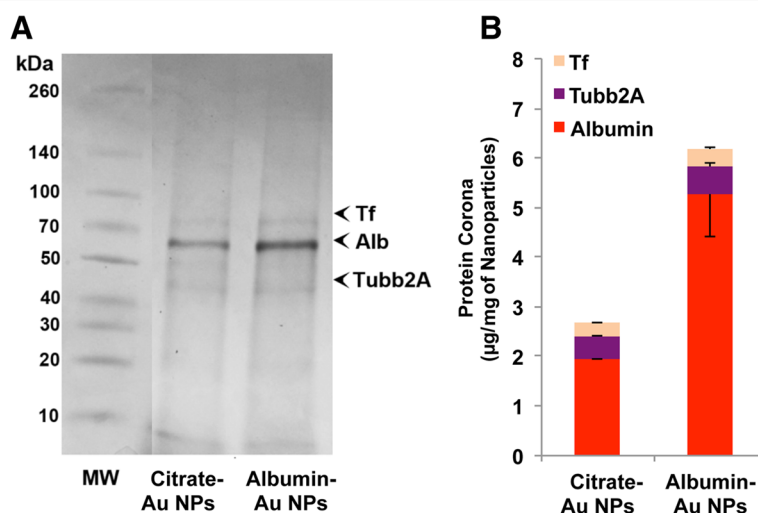 A
kDa
260
140
100
70
50
40
30
20
10
Tf
Alb
Tubb2A
MW
Citrate-
Au NPs
Albumin-
Au NPs
B
Protein Corona
(µg/mg of Nanoparticles)
8
7
6
5
4
3
2
1
0
Tf
Tubb2A
Albumin
Citrate-
Au NPs
Albumin-
Au NPs